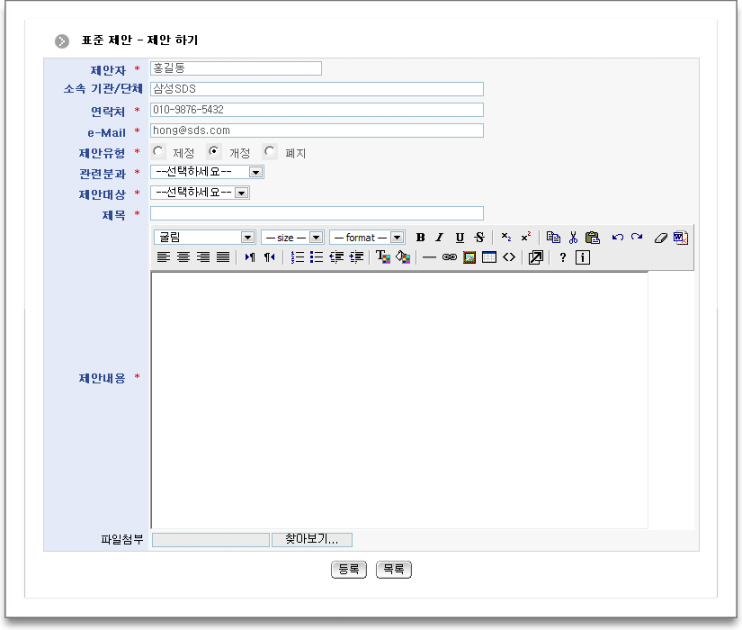 표준 제안 - 제안 하기
제안자 * 홍길동
소속 기관/단체 삼성SDS
연락처 * 010-9876-5432
e-Mail * hong@sds.com
제안유형 * 제정 개정 폐지
관련분과 * --선택하세요--
제안대상 * --선택하세요--
제목 *
굴림 — size — — format — B I U S x₂ x²
? i
제안내용 *
파일첨부 찾아보기...
등록 목록